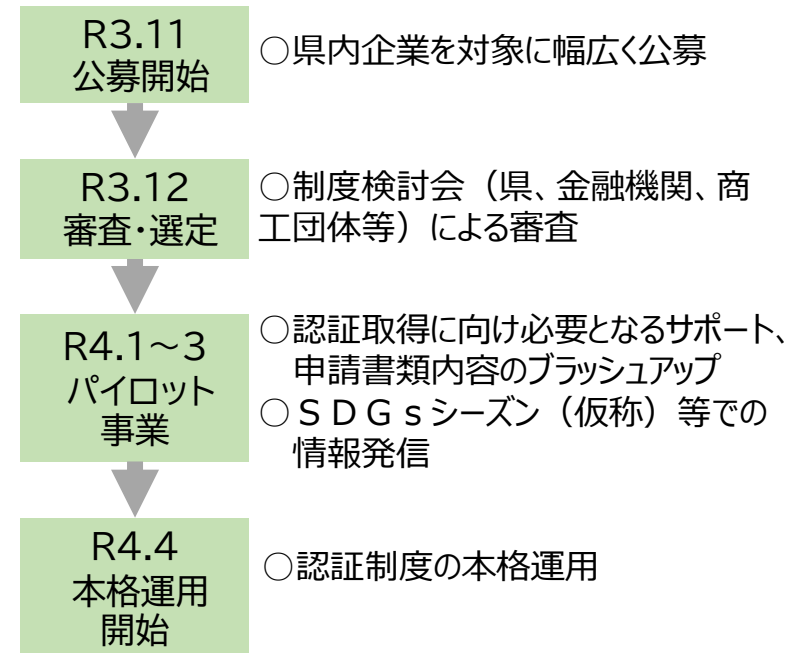 R3.11
公募開始
○県内企業を対象に幅広く公募
R3.12
審査・選定
○制度検討会（県、金融機関、商
工団体等）による審査
R4.1～3
パイロット
事業
○認証取得に向け必要となるサポート、
申請書類内容のブラッシュアップ
○ＳＤＧｓシーズン（仮称）等での
情報発信
R4.4
本格運用
開始
○認証制度の本格運用